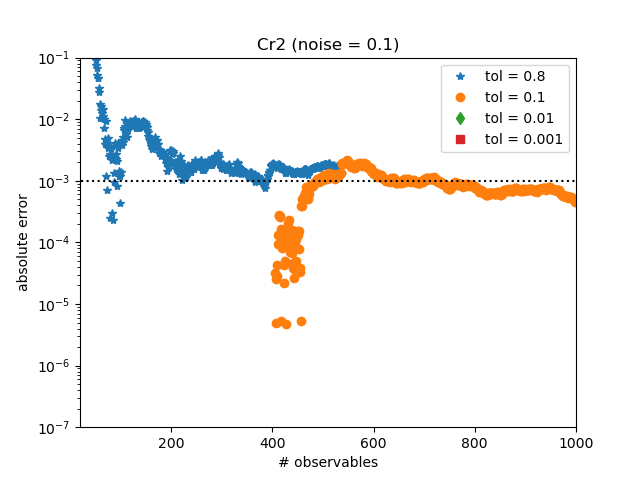 Cr2 (noise = 0.1)
tol = 0.8
tol = 0.1
tol = 0.01
tol = 0.001
absolute error
10⁻¹
10⁻²
10⁻³
10⁻⁴
10⁻⁵
10⁻⁶
10⁻⁷
200 400 600 800 1000
# observables